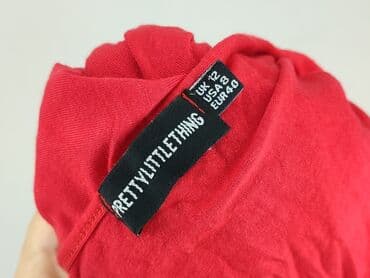 PRETTYLITTLETHING
UK 12
USA 8
EUR 40